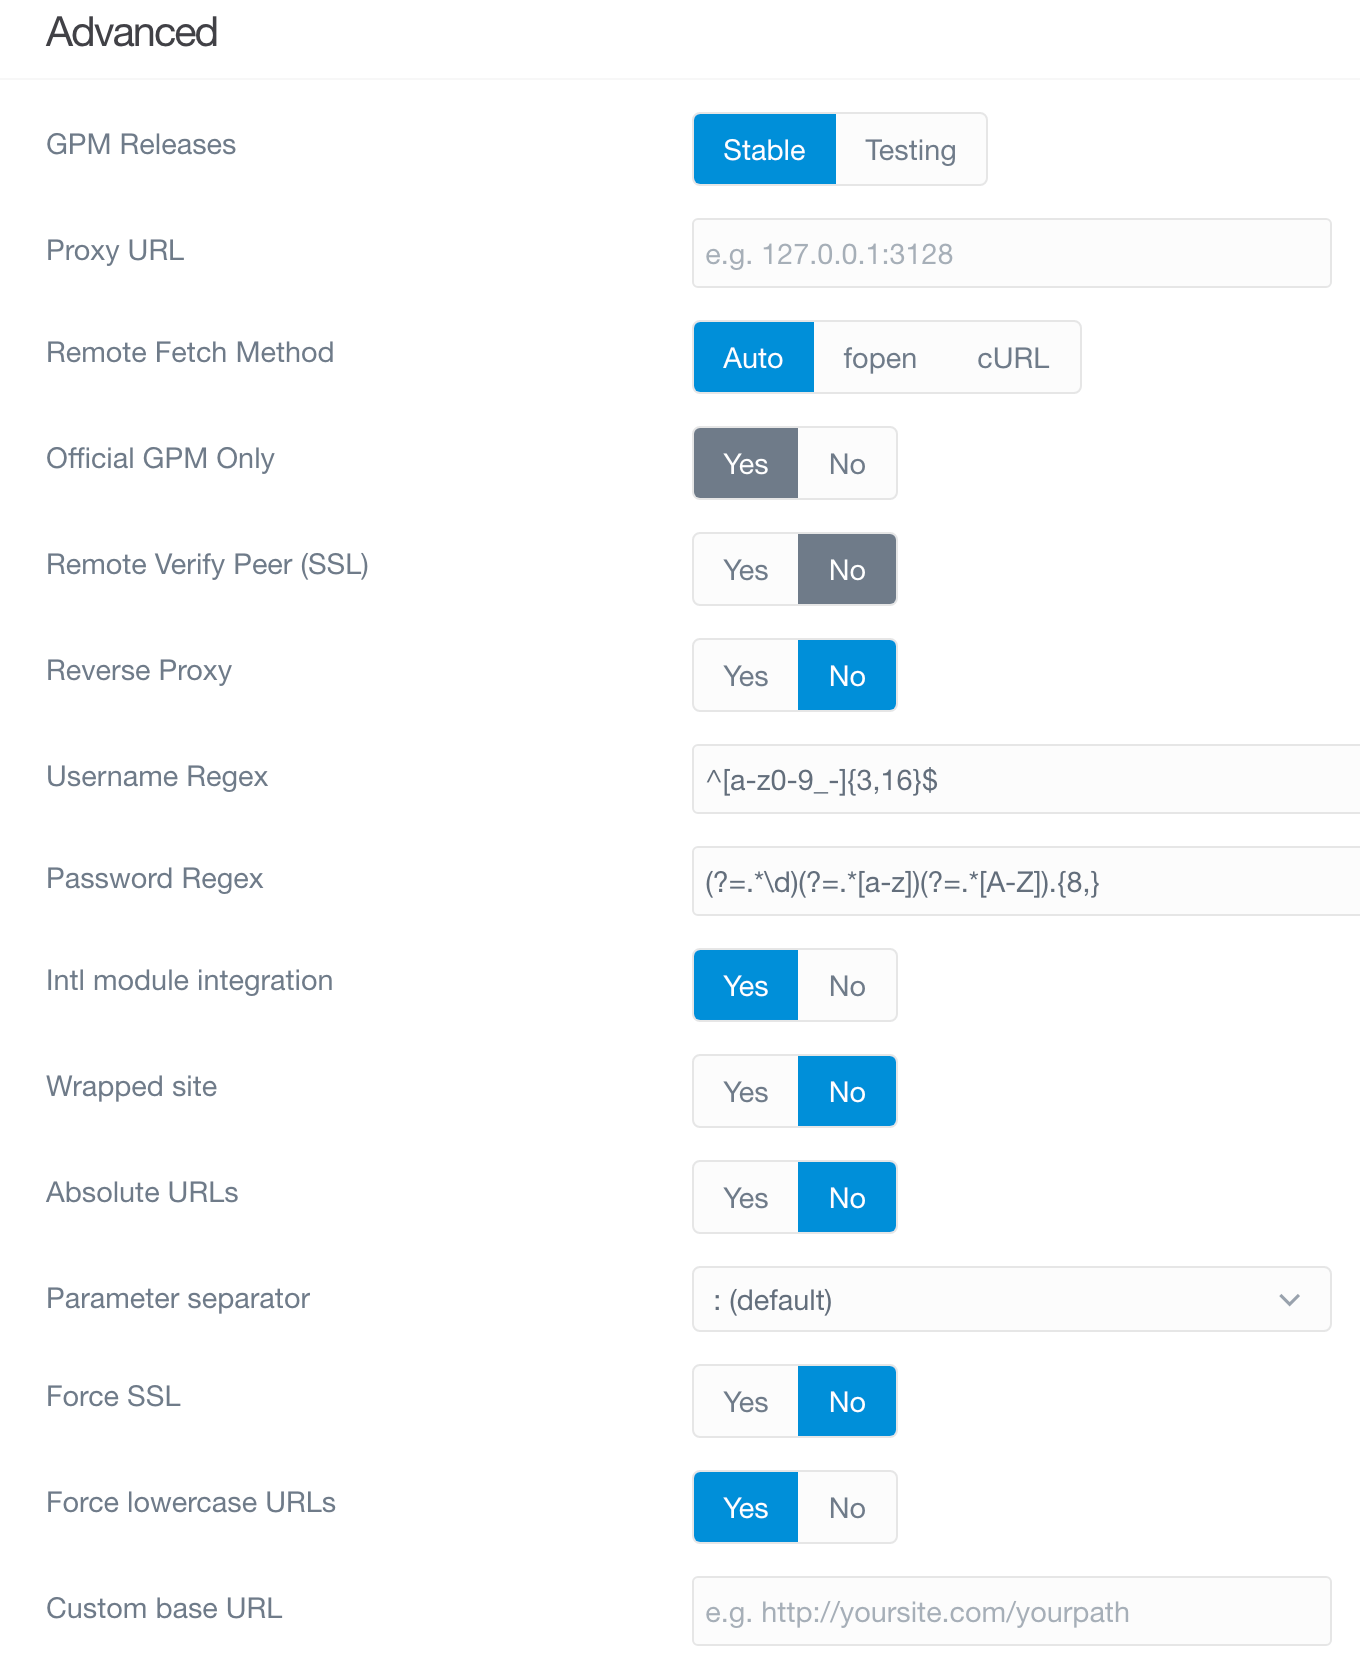 Advanced
GPM Releases Stable Testing
Proxy URL e.g. 127.0.0.1:3128
Remote Fetch Method Auto fopen cURL
Official GPM Only Yes No
Remote Verify Peer (SSL) Yes No
Reverse Proxy Yes No
Username Regex ^[a-z0-9_-]{3,16}$
Password Regex (?=.*\d)(?=.*[a-z])(?=.*[A-Z]).{8,}
Intl module integration Yes No
Wrapped site Yes No
Absolute URLs Yes No
Parameter separator : (default)
Force SSL Yes No
Force lowercase URLs Yes No
Custom base URL e.g. http://yoursite.com/yourpath